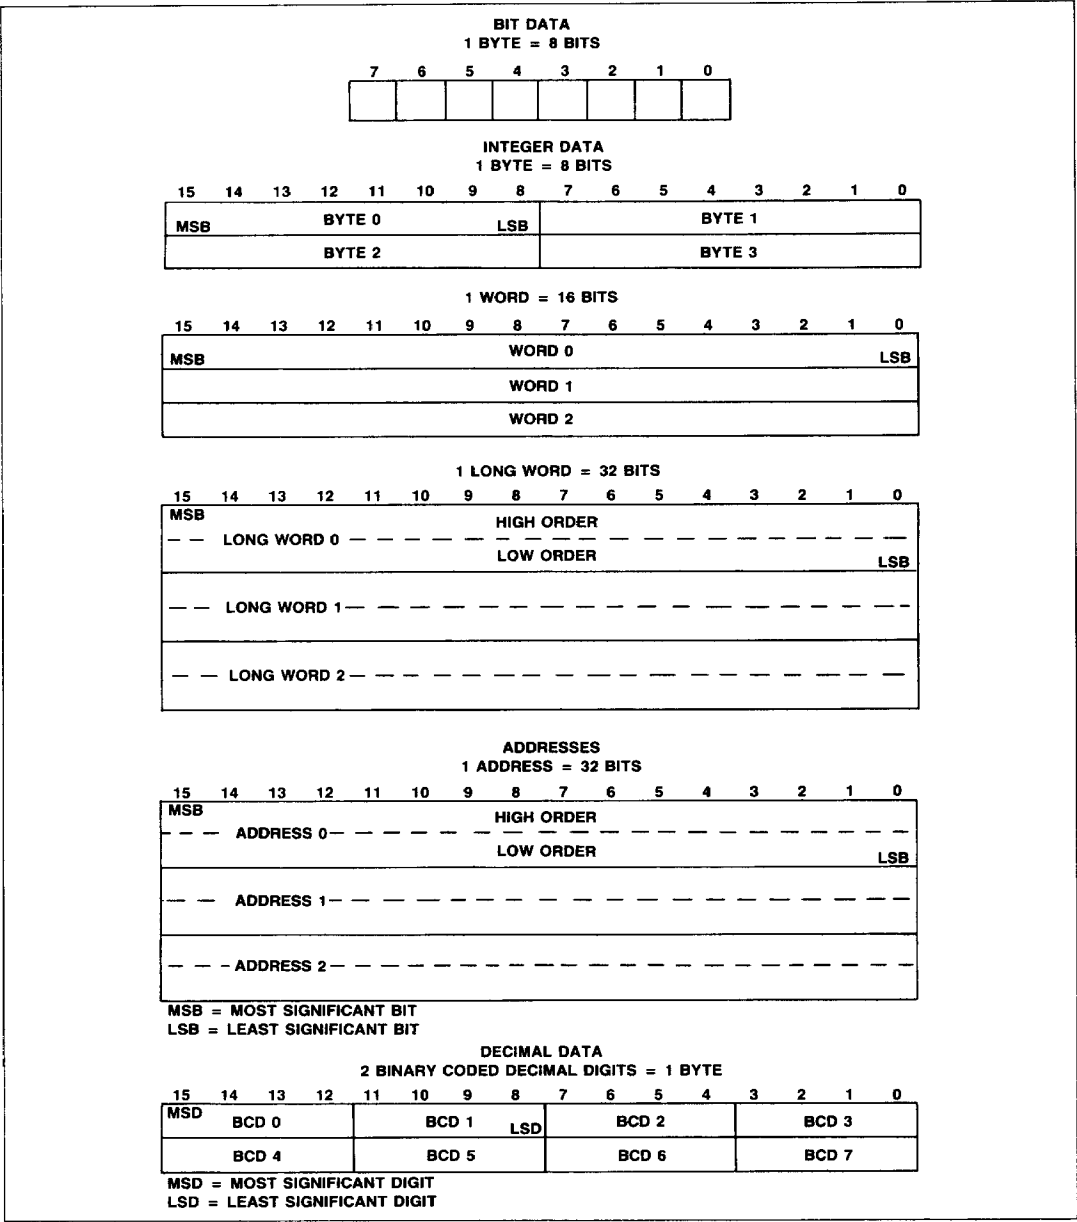 BIT DATA
1 BYTE = 8 BITS
7 6 5 4 3 2 1 0
INTEGER DATA
1 BYTE = 8 BITS
15 14 13 12 11 10 9 8 7 6 5 4 3 2 1 0
MSB BYTE 0 LSB BYTE 1
BYTE 2 BYTE 3
1 WORD = 16 BITS
15 14 13 12 11 10 9 8 7 6 5 4 3 2 1 0
MSB WORD 0 LSB
WORD 1
WORD 2
1 LONG WORD = 32 BITS
15 14 13 12 11 10 9 8 7 6 5 4 3 2 1 0
MSB HIGH ORDER
LONG WORD 0
LOW ORDER LSB
LONG WORD 1
LONG WORD 2
ADDRESSES
1 ADDRESS = 32 BITS
15 14 13 12 11 10 9 8 7 6 5 4 3 2 1 0
MSB HIGH ORDER
ADDRESS 0
LOW ORDER LSB
ADDRESS 1
ADDRESS 2
MSB = MOST SIGNIFICANT BIT
LSB = LEAST SIGNIFICANT BIT
DECIMAL DATA
2 BINARY CODED DECIMAL DIGITS = 1 BYTE
15 14 13 12 11 10 9 8 7 6 5 4 3 2 1 0
MSD BCD 0 BCD 1 LSD BCD 2 BCD 3
BCD 4 BCD 5 BCD 6 BCD 7
MSD = MOST SIGNIFICANT DIGIT
LSD = LEAST SIGNIFICANT DIGIT